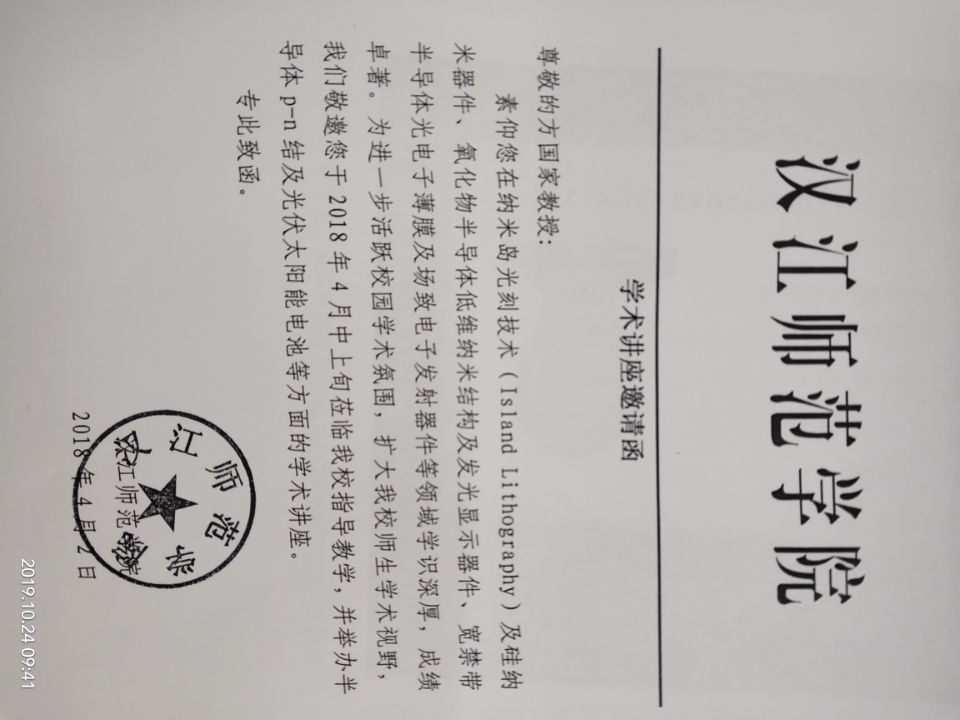 汉江师范学院
学术讲座邀请函
尊敬的方国家教授：
素仰您在纳米岛光刻技术（Island Lithography）及硅纳
米器件、氧化物半导体低维纳米结构及发光显示器件、宽禁带
半导体光电子薄膜及场致电子发射器件等领域学识深厚，成绩
卓著。为进一步活跃校园学术氛围，扩大我校师生学术视野，
我们敬邀您于 2018 年 4 月中上旬莅临我校指导教学，并举办半
导体 p-n 结及光伏太阳能电池等方面的学术讲座。
专此致函。
汉江师范学院
汉江师范学院
2018 年 4 月 2 日
2019.10.24 09:41